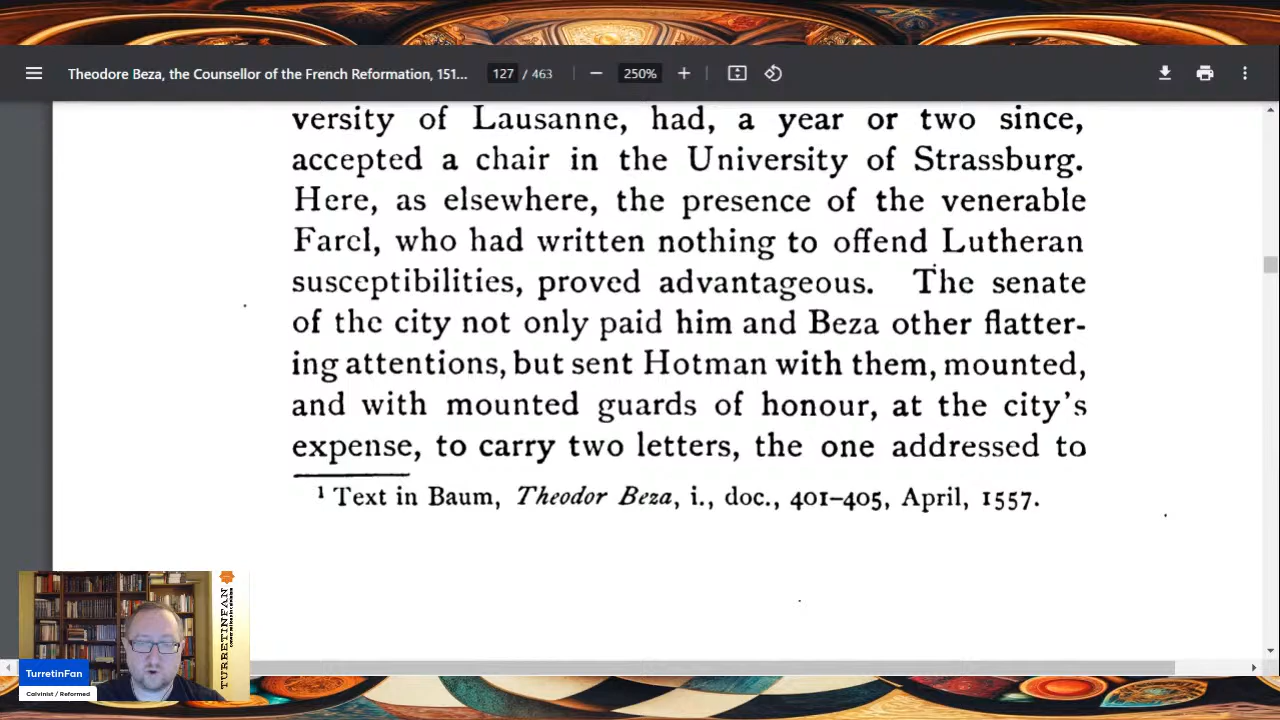 Theodore Beza, the Counsellor of the French Reformation, 151... 127 / 463 250%
versity of Lausanne, had, a year or two since,
accepted a chair in the University of Strassburg.
Here, as elsewhere, the presence of the venerable
Farel, who had written nothing to offend Lutheran
susceptibilities, proved advantageous. The senate
of the city not only paid him and Beza other flatter-
ing attentions, but sent Hotman with them, mounted,
and with mounted guards of honour, at the city's
expense, to carry two letters, the one addressed to
1 Text in Baum, Theodor Beza, i., doc., 401–405, April, 1557.
TURRETINFAN
TurretinFan
Calvinist / Reformed